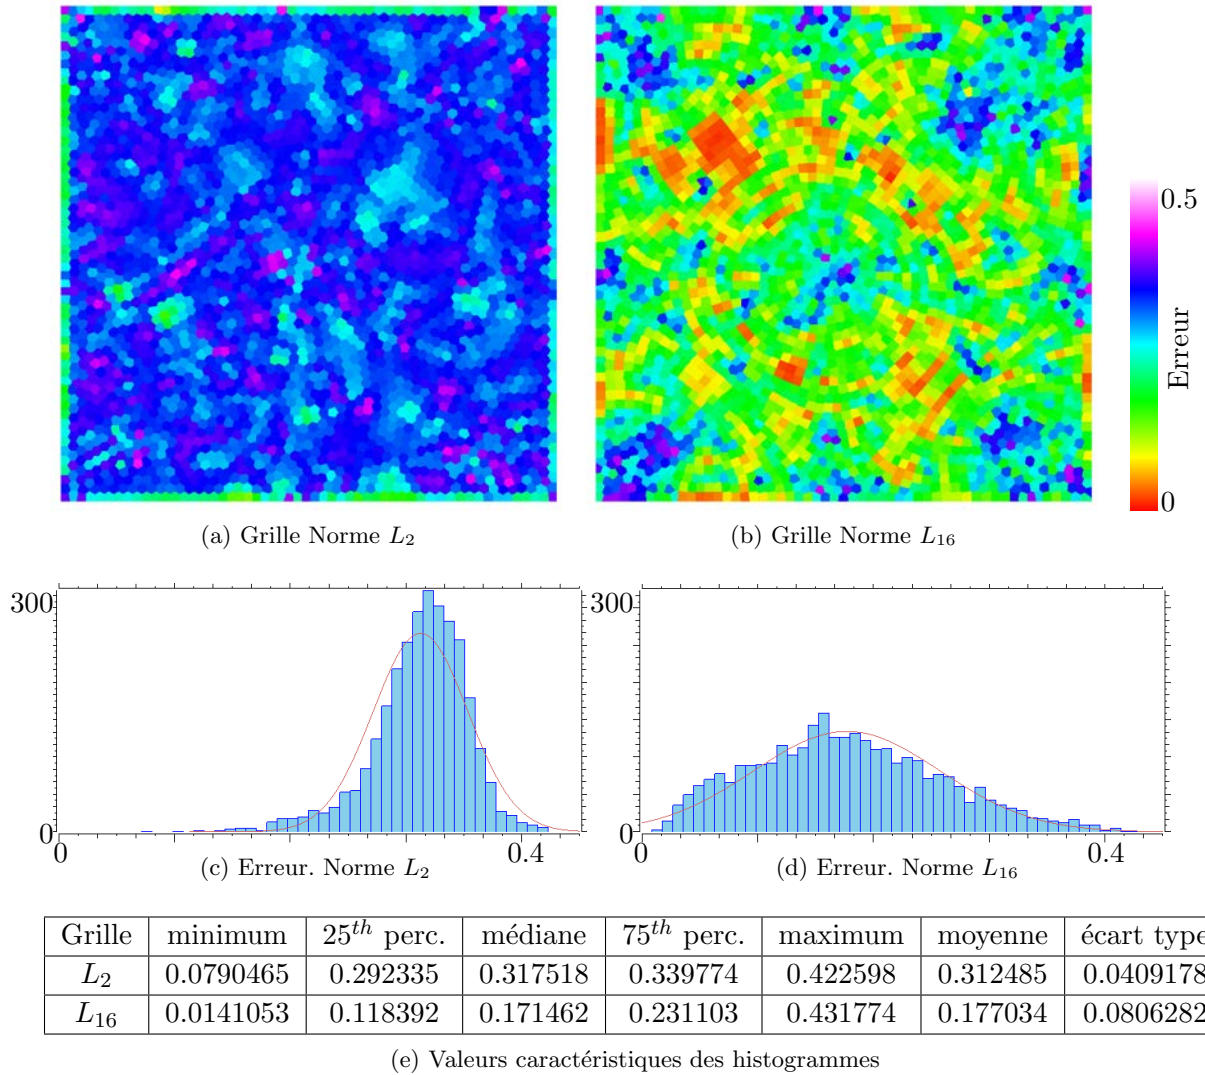 0.5
Erreur
0
(a) Grille Norme L2
(b) Grille Norme L16
300
0
0
0.4
(c) Erreur. Norme L2
300
0
0
0.4
(d) Erreur. Norme L16
Grille minimum 25th perc. médiane 75th perc. maximum moyenne écart type
L2 0.0790465 0.292335 0.317518 0.339774 0.422598 0.312485 0.0409178
L16 0.0141053 0.118392 0.171462 0.231103 0.431774 0.177034 0.0806282
(e) Valeurs caractéristiques des histogrammes